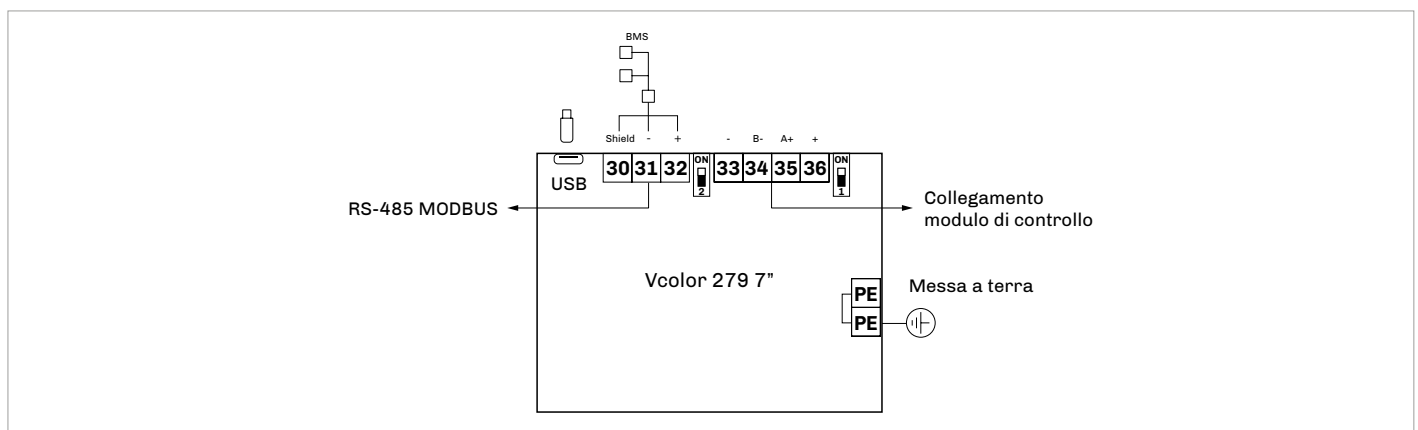 BMS
Shield - + - B- A+ +
30 31 32 ON 2 33 34 35 36 ON 1
USB
RS-485 MODBUS
Collegamento
modulo di controllo
Vcolor 279 7”
PE
Messa a terra
PE